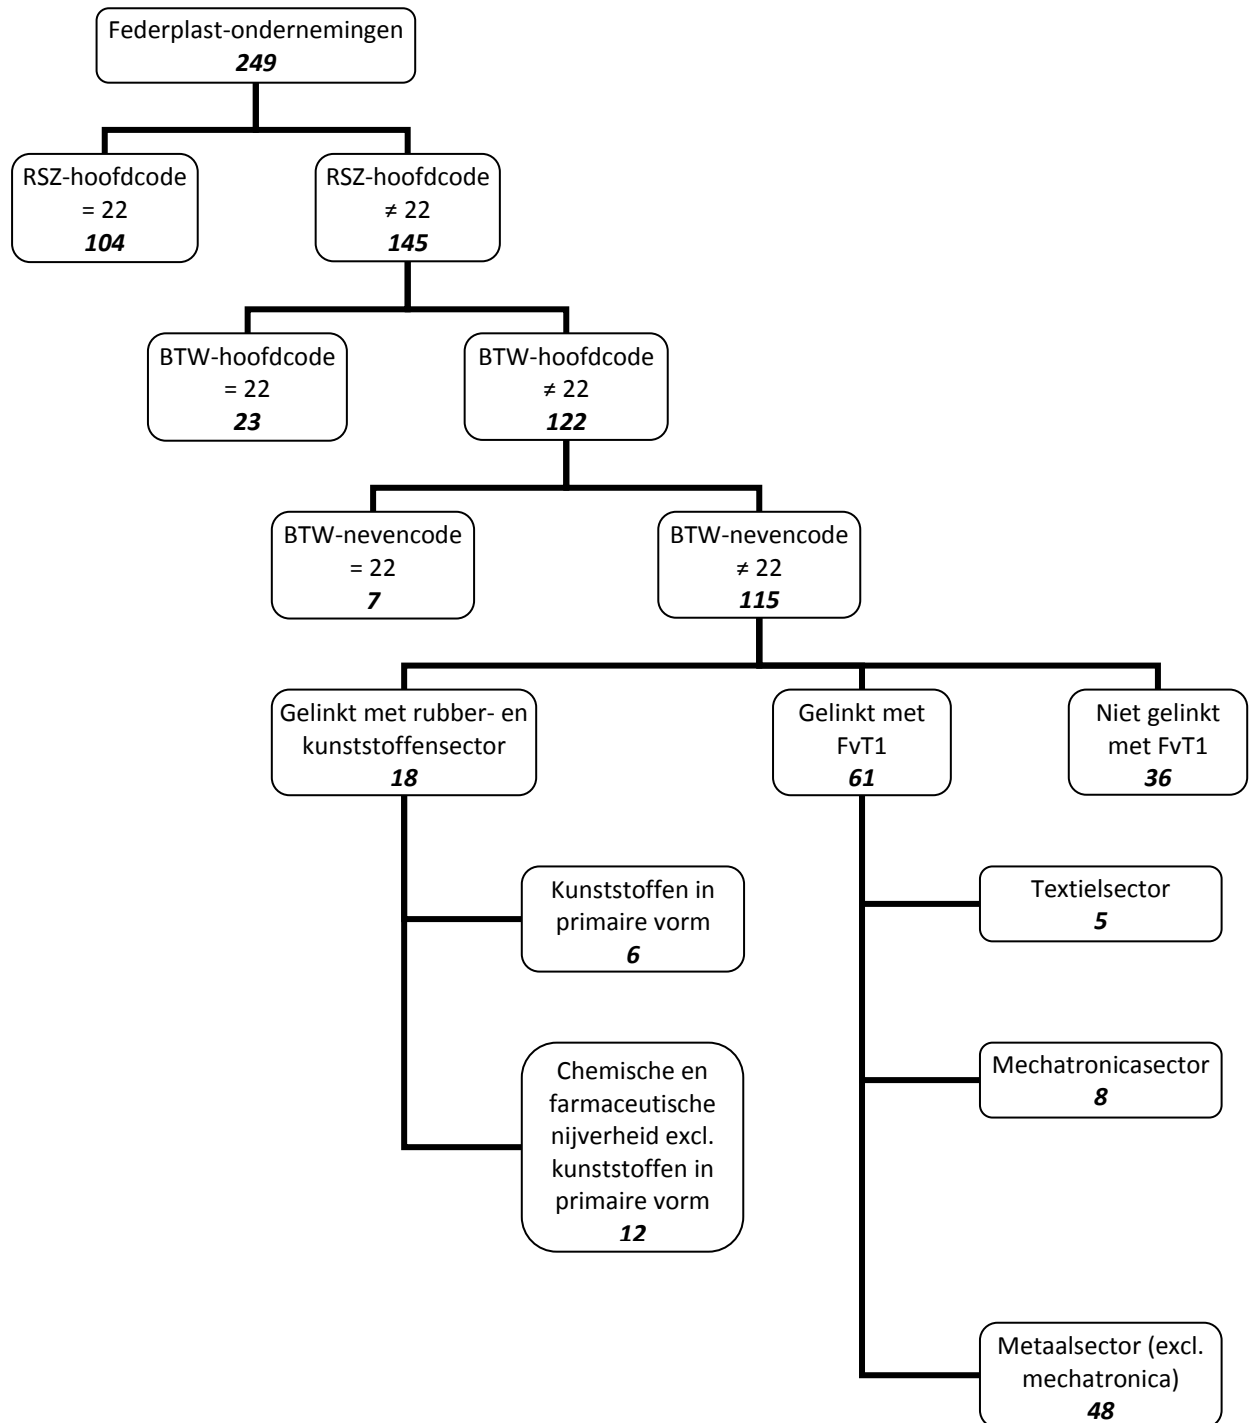 Federplast-ondernemingen
249
RSZ-hoofdcode
= 22
104
RSZ-hoofdcode
≠ 22
145
BTW-hoofdcode
= 22
23
BTW-hoofdcode
≠ 22
122
BTW-nevencode
= 22
7
BTW-nevencode
≠ 22
115
Gelinkt met rubber- en
kunststoffensector
18
Gelinkt met
FvT1
61
Niet gelinkt
met FvT1
36
Kunststoffen in
primaire vorm
6
Textielsector
5
Chemische en
farmaceutische
nijverheid excl.
kunststoffen in
primaire vorm
12
Mechatronicasector
8
Metaalsector (excl.
mechatronica)
48